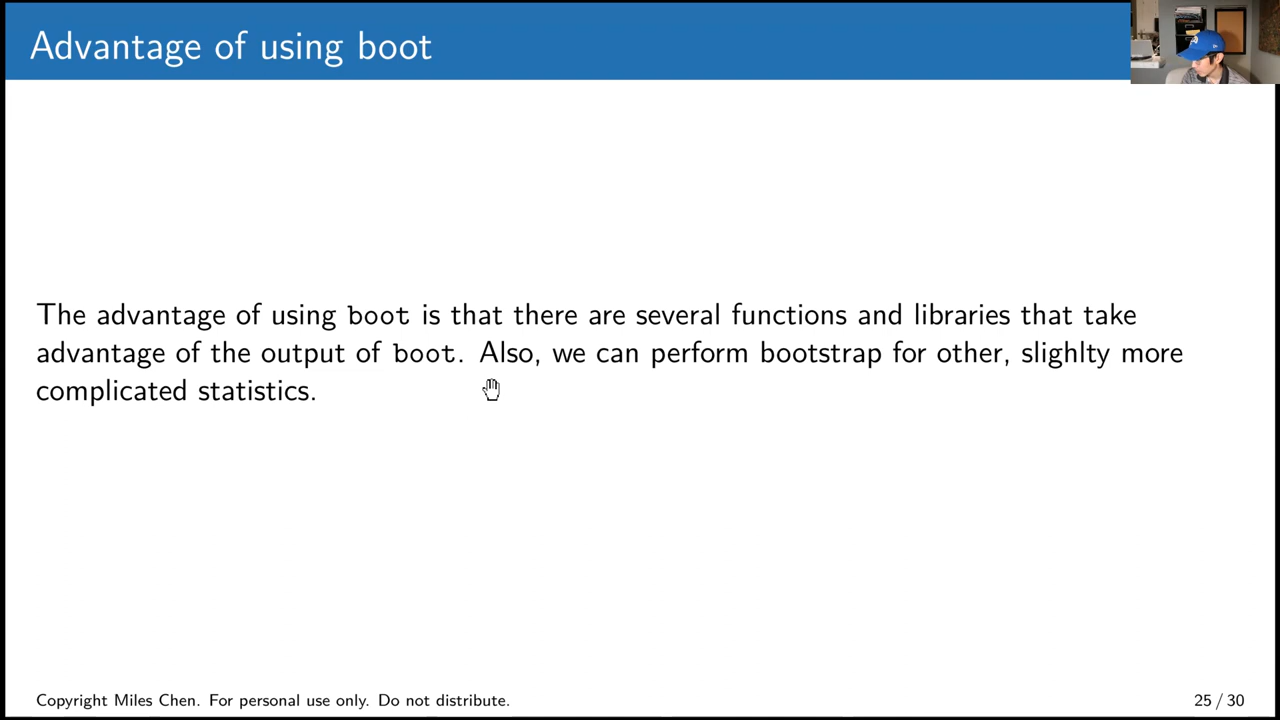 Advantage of using boot
The advantage of using boot is that there are several functions and libraries that take
advantage of the output of boot. Also, we can perform bootstrap for other, slighlty more
complicated statistics.
Copyright Miles Chen. For personal use only. Do not distribute.
25 / 30